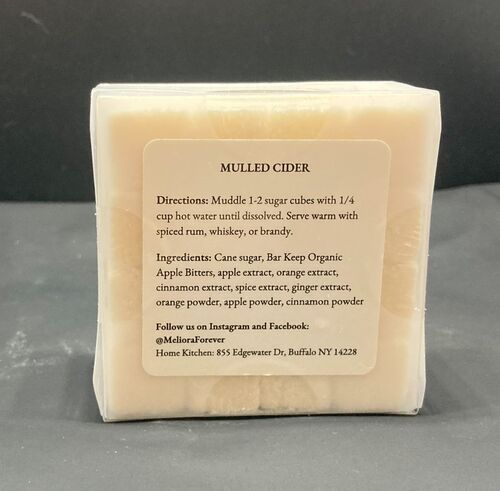 MULLED CIDER
Directions: Muddle 1-2 sugar cubes with 1/4
cup hot water until dissolved. Serve warm with
spiced rum, whiskey, or brandy.
Ingredients: Cane sugar, Bar Keep Organic
Apple Bitters, apple extract, orange extract,
cinnamon extract, spice extract, ginger extract,
orange powder, apple powder, cinnamon powder
Follow us on Instagram and Facebook:
@MelioraForever
Home Kitchen: 855 Edgewater Dr, Buffalo NY 14228